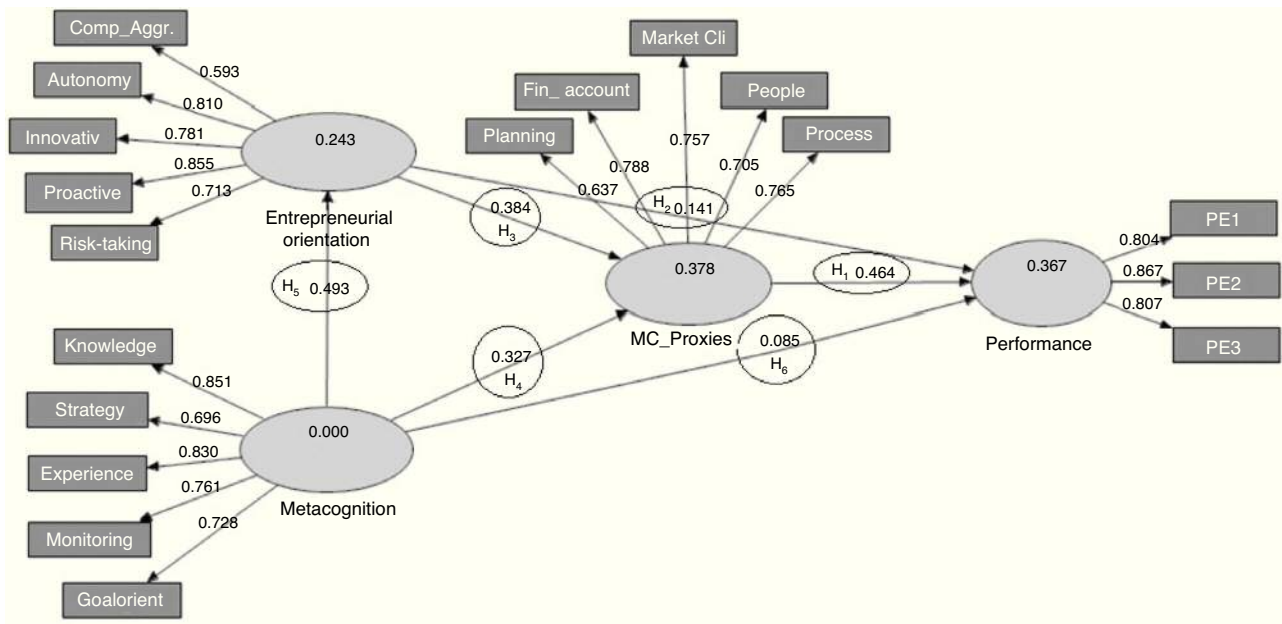 Comp_Aggr.
0.593
Autonomy
0.810
Innovativ
0.781
Proactive
0.855
Risk-taking
0.713
0.243
Entrepreneurial
orientation
Market Cli
Fin_ account
People
Planning
Process
0.757
0.788
0.705
0.637
0.765
0.384
H3
H2 0.141
0.378
MC_Proxies
H1 0.464
0.367
Performance
PE1
0.804
PE2
0.867
PE3
0.807
H5 0.493
0.327
H4
0.085
H6
Knowledge
0.851
Strategy
0.696
Experience
0.830
Monitoring
0.761
Goalorient
0.728
0.000
Metacognition